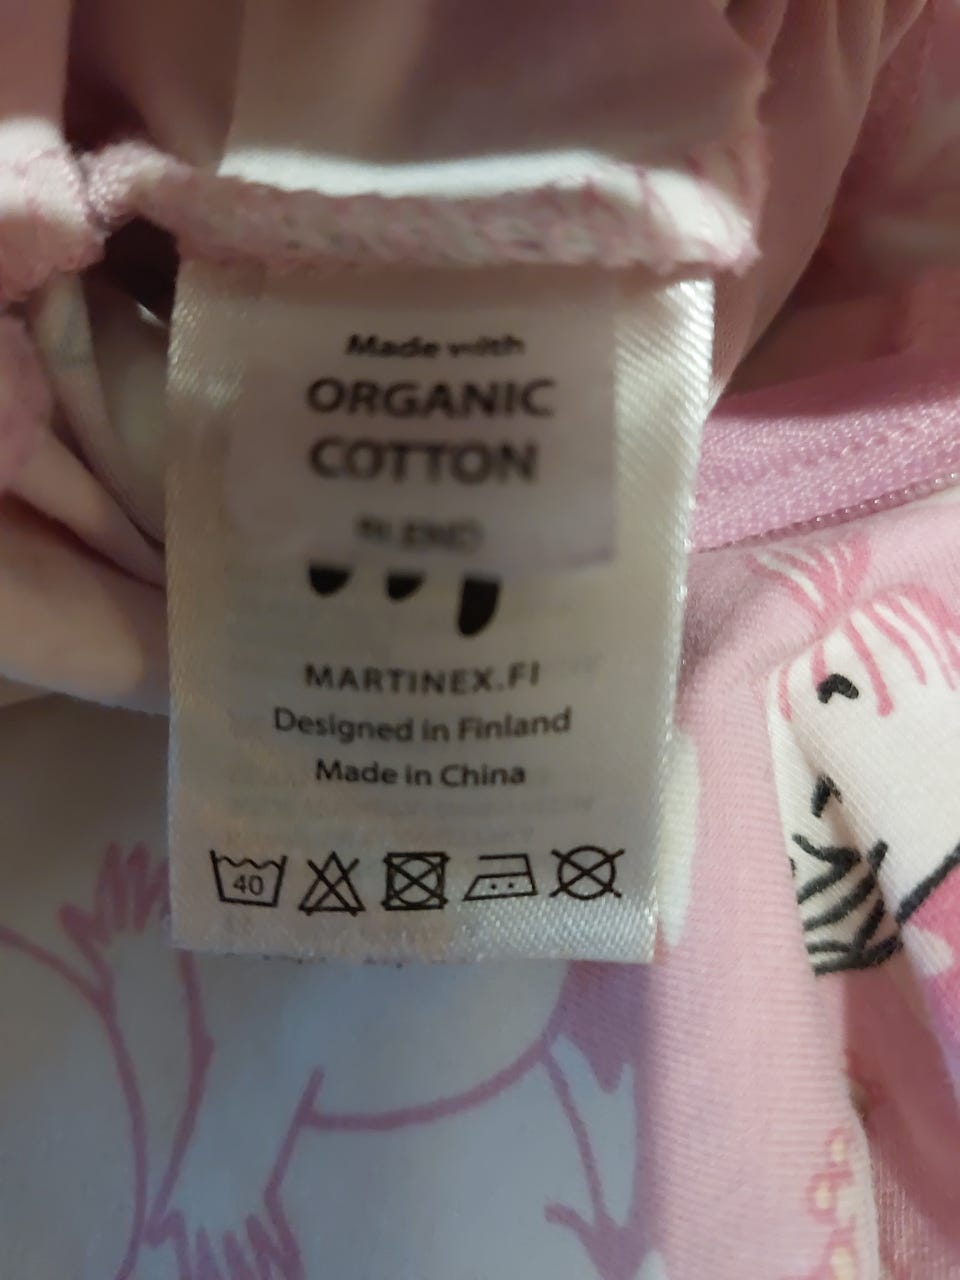 Made with
ORGANIC
COTTON
MARTINEX.FI
Designed in Finland
Made in China
40